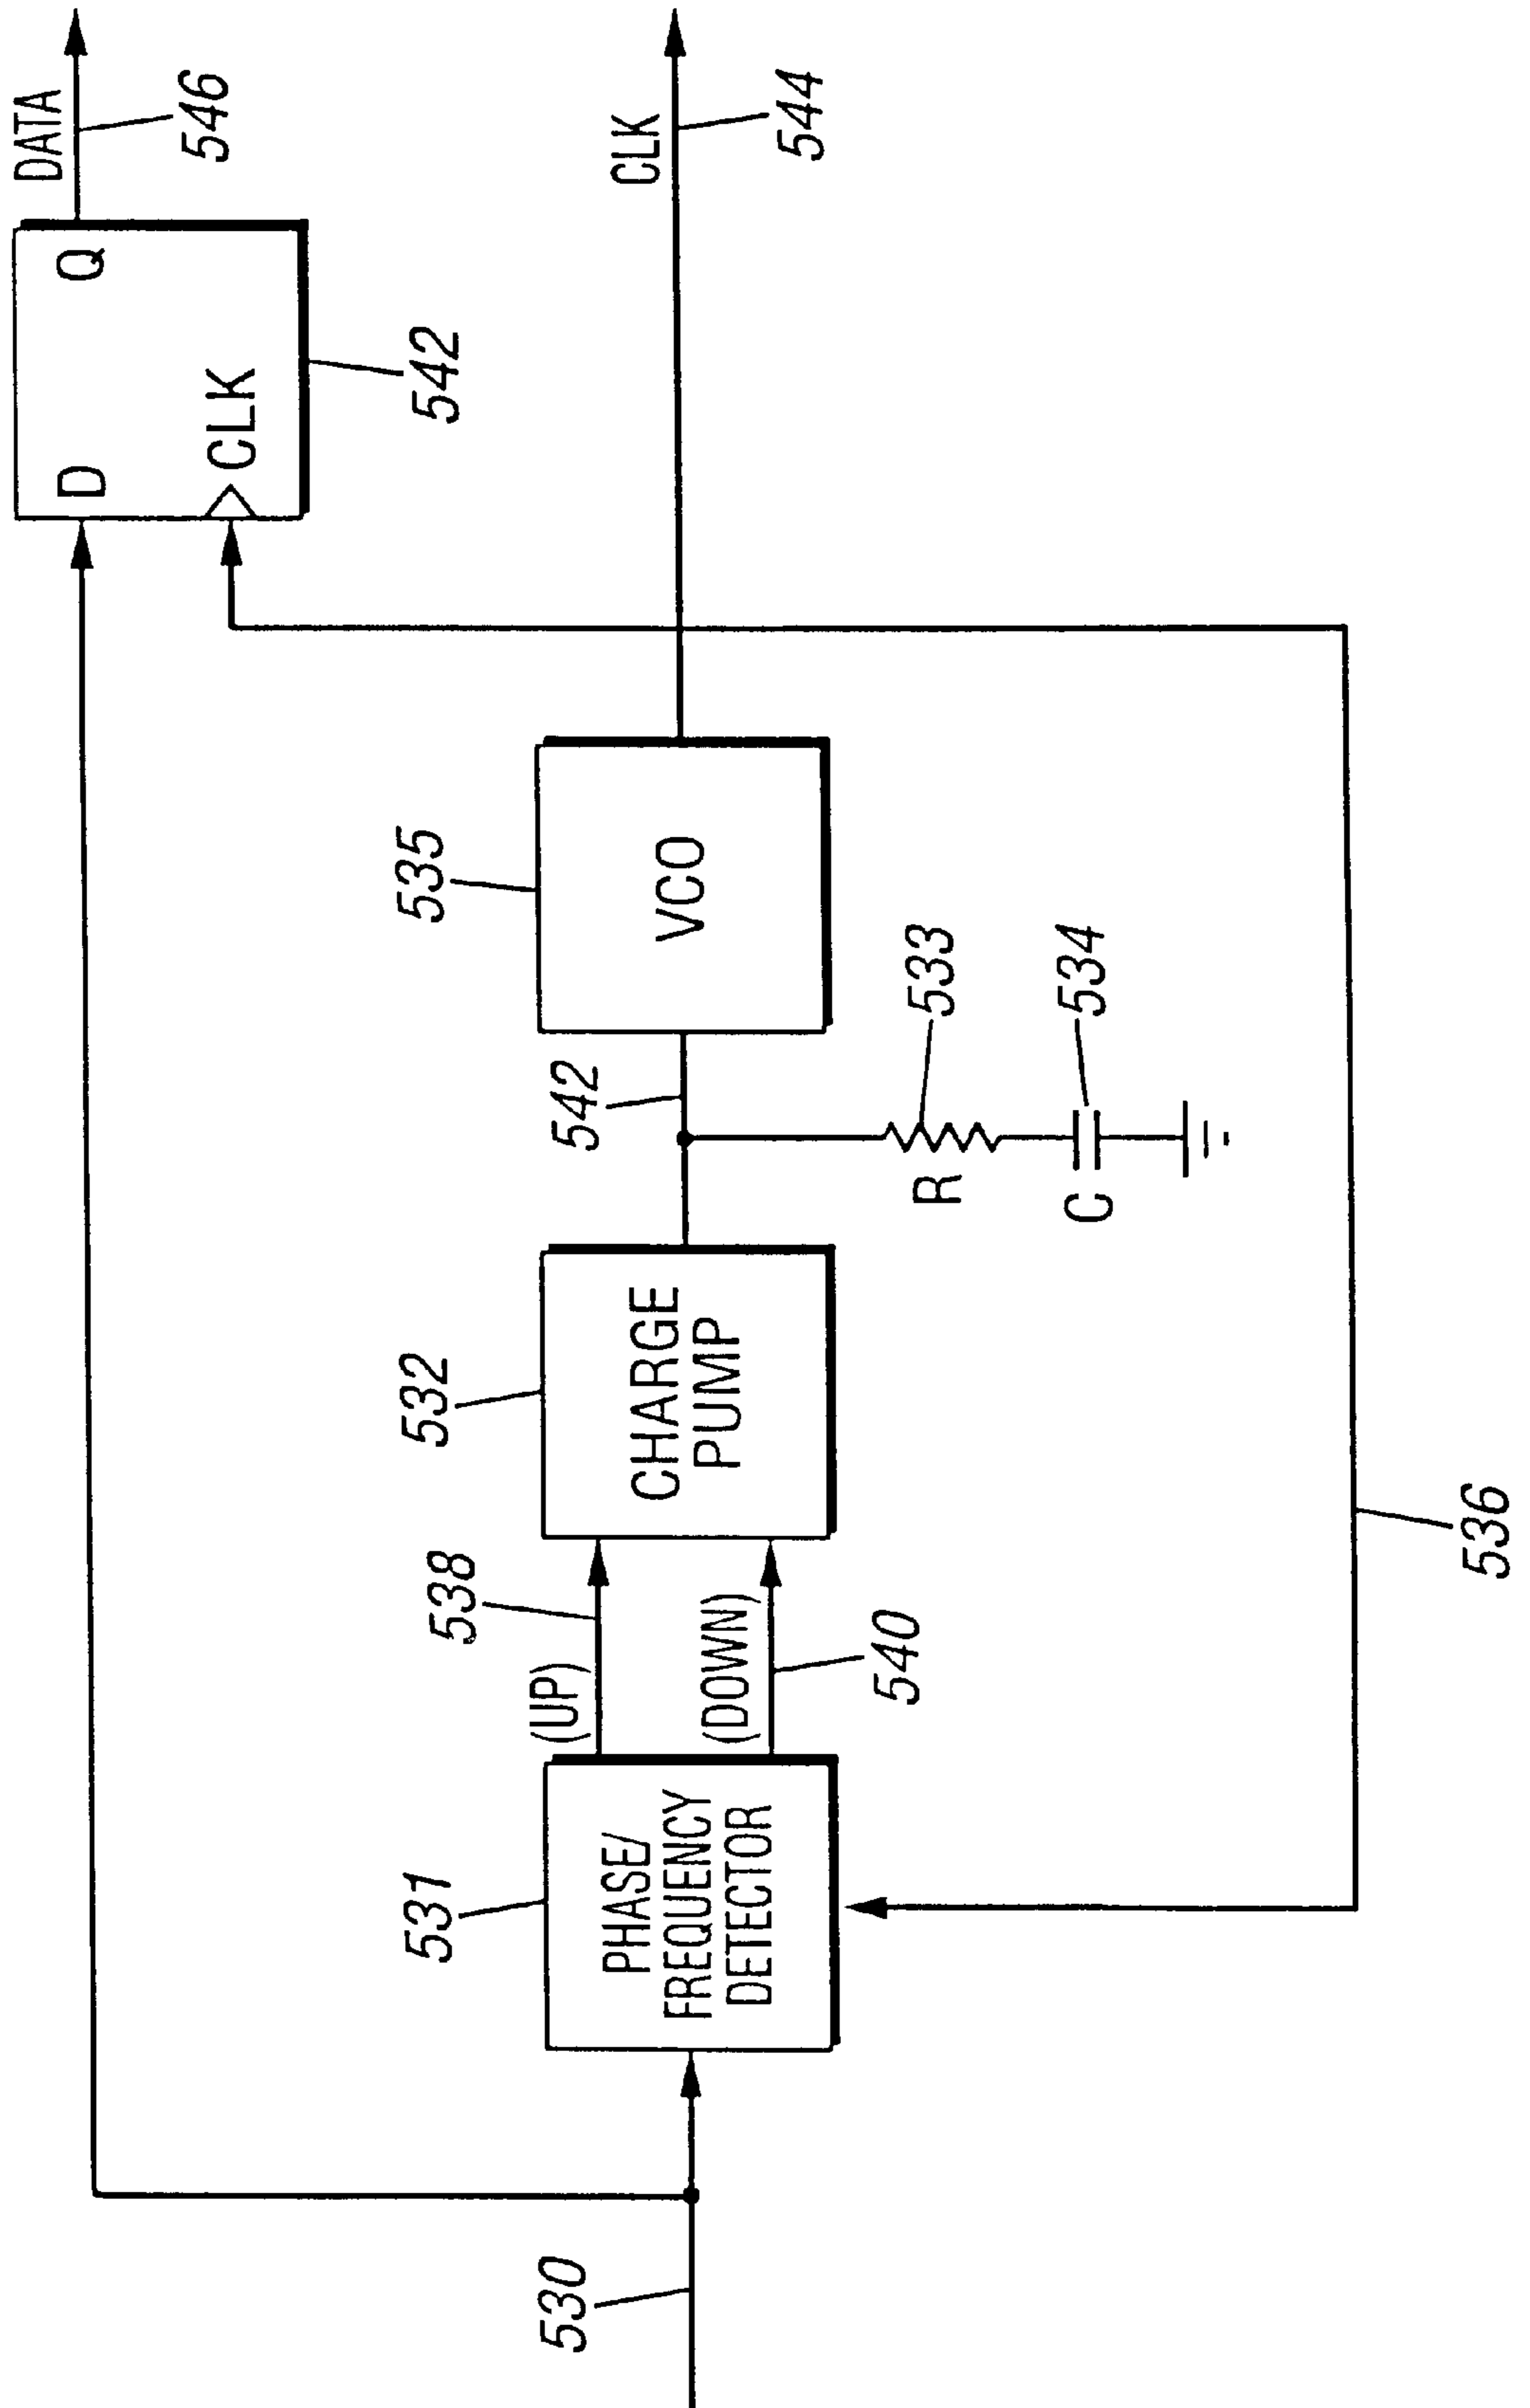 DATA
546
D
Q
CLK
542
CLK
544
535
VCO
542
533
R
534
C
532
CHARGE
PUMP
538
(UP)
(DOWN)
540
531
PHASE/
FREQUENCY
DETECTOR
530
536